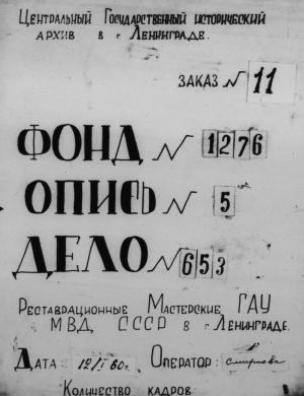 Центральный Государственный исторический
архив в г Ленинграде.
заказ № 11
ФОНД № 1276
ОПИСЬ № 5
ДЕЛО № 653
Реставрационные Мастерские ГАУ
МВД СССР в г Ленинграде.
Дата: 12/I 60г. Оператор: Смирнова
Количество кадров